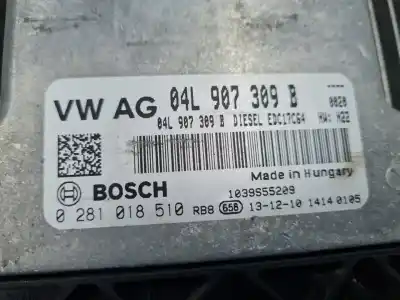 VW AG 04L 907 309 B 0020
04L 907 309 B DIESEL EDC17C64 HW: H22
Made in Hungary
BOSCH 1039S55209
0 281 018 510 RB8 658 13-12-10 1414 0105